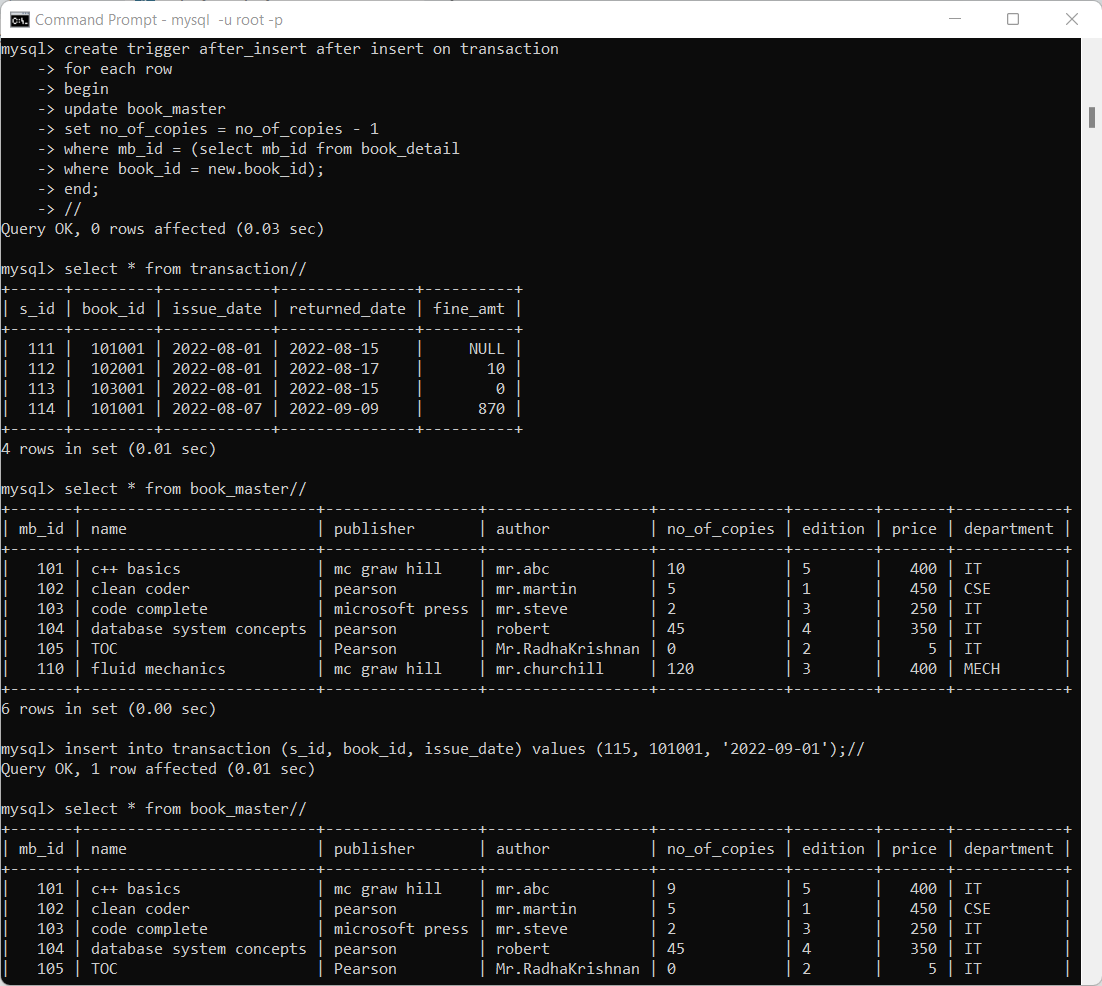 Command Prompt - mysql  -u root -p
mysql> create trigger after_insert after insert on transaction
    -> for each row
    -> begin
    -> update book_master
    -> set no_of_copies = no_of_copies - 1
    -> where mb_id = (select mb_id from book_detail
    -> where book_id = new.book_id);
    -> end;
    -> //
Query OK, 0 rows affected (0.03 sec)

mysql> select * from transaction//
+------+---------+------------+---------------+----------+
| s_id | book_id | issue_date | returned_date | fine_amt |
+------+---------+------------+---------------+----------+
|  111 |  101001 | 2022-08-01 | 2022-08-15    |     NULL |
|  112 |  102001 | 2022-08-01 | 2022-08-17    |       10 |
|  113 |  103001 | 2022-08-01 | 2022-08-15    |        0 |
|  114 |  101001 | 2022-08-07 | 2022-09-09    |      870 |
+------+---------+------------+---------------+----------+
4 rows in set (0.01 sec)

mysql> select * from book_master//
+-------+--------------------------+-----------------+------------------+--------------+---------+-------+------------+
| mb_id | name                     | publisher       | author           | no_of_copies | edition | price | department |
+-------+--------------------------+-----------------+------------------+--------------+---------+-------+------------+
|   101 | c++ basics               | mc graw hill    | mr.abc           | 10           | 5       |   400 | IT         |
|   102 | clean coder              | pearson         | mr.martin        | 5            | 1       |   450 | CSE        |
|   103 | code complete            | microsoft press | mr.steve         | 2            | 3       |   250 | IT         |
|   104 | database system concepts | pearson         | robert           | 45           | 4       |   350 | IT         |
|   105 | TOC                      | Pearson         | Mr.RadhaKrishnan | 0            | 2       |     5 | IT         |
|   110 | fluid mechanics          | mc graw hill    | mr.churchill     | 120          | 3       |   400 | MECH       |
+-------+--------------------------+-----------------+------------------+--------------+---------+-------+------------+
6 rows in set (0.00 sec)

mysql> insert into transaction (s_id, book_id, issue_date) values (115, 101001, '2022-09-01');//
Query OK, 1 row affected (0.01 sec)

mysql> select * from book_master//
+-------+--------------------------+-----------------+------------------+--------------+---------+-------+------------+
| mb_id | name                     | publisher       | author           | no_of_copies | edition | price | department |
+-------+--------------------------+-----------------+------------------+--------------+---------+-------+------------+
|   101 | c++ basics               | mc graw hill    | mr.abc           | 9            | 5       |   400 | IT         |
|   102 | clean coder              | pearson         | mr.martin        | 5            | 1       |   450 | CSE        |
|   103 | code complete            | microsoft press | mr.steve         | 2            | 3       |   250 | IT         |
|   104 | database system concepts | pearson         | robert           | 45           | 4       |   350 | IT         |
|   105 | TOC                      | Pearson         | Mr.RadhaKrishnan | 0            | 2       |     5 | IT         |